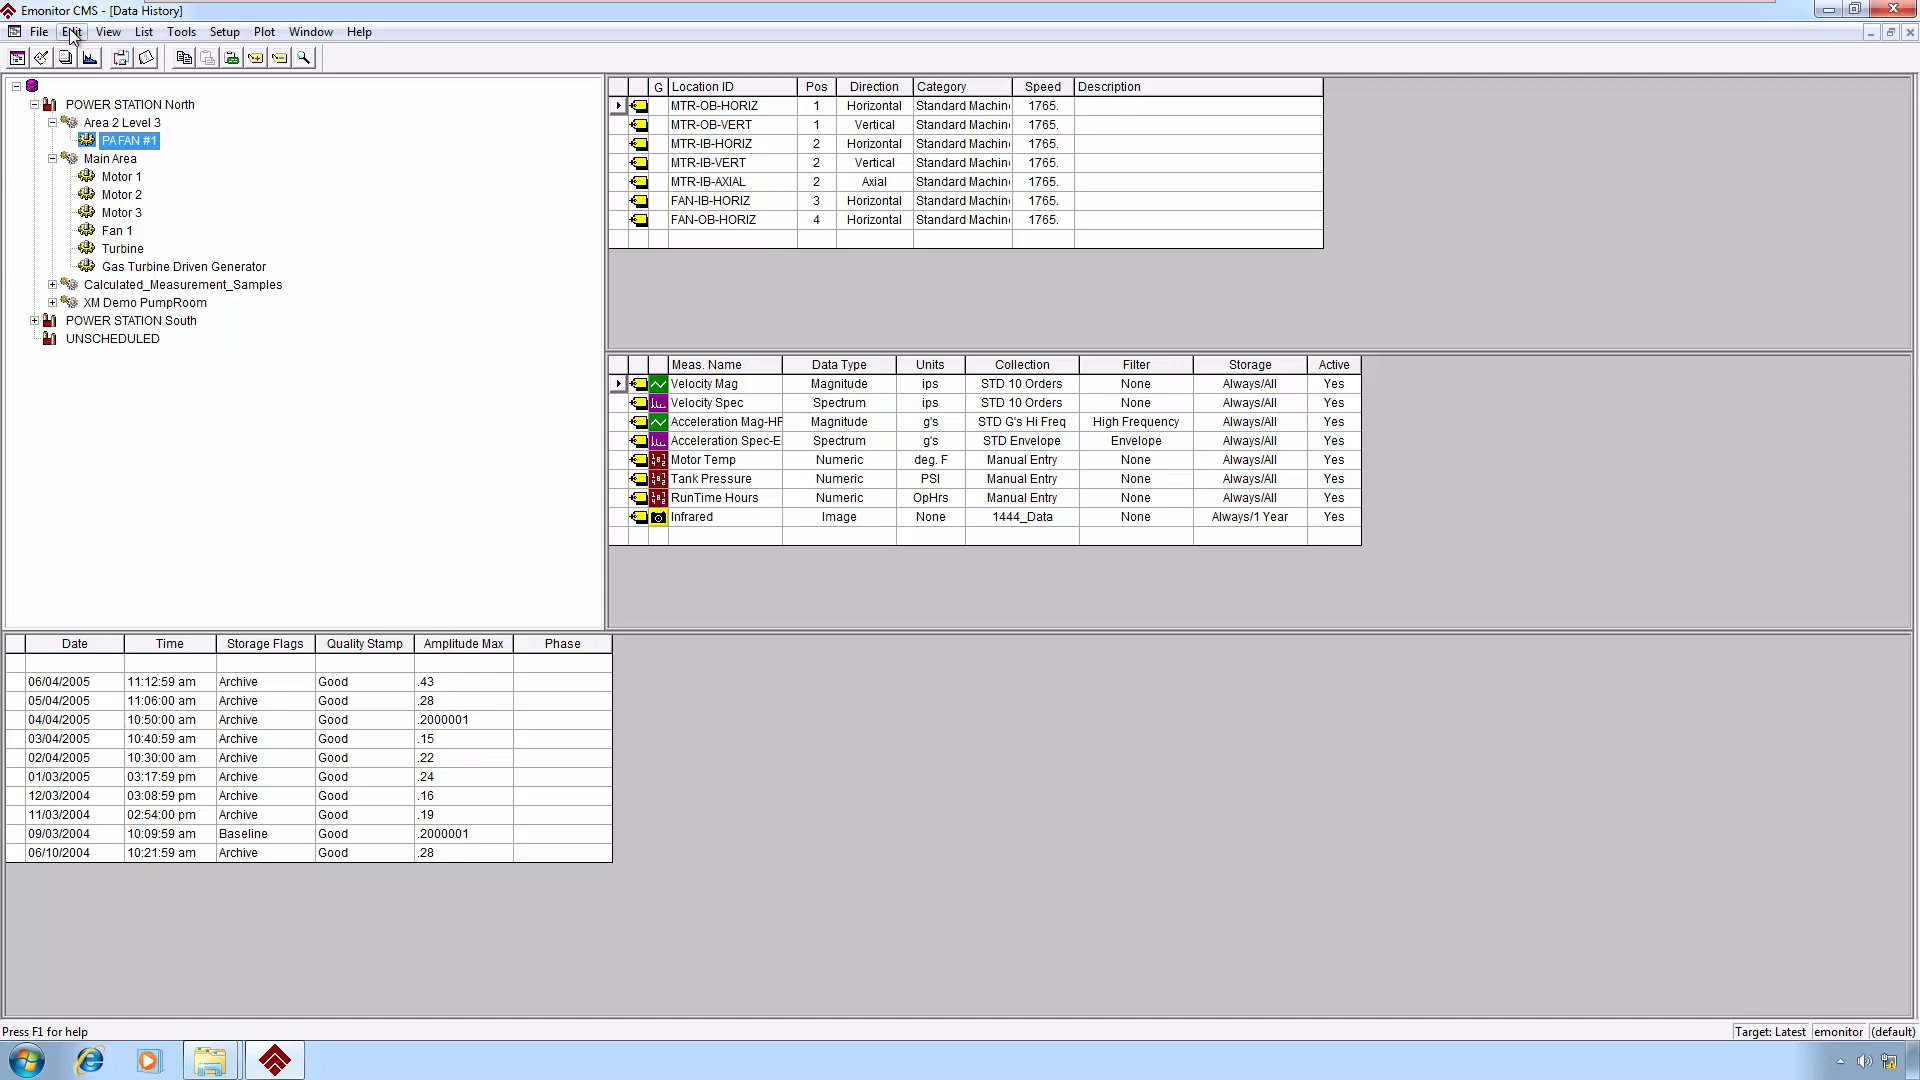 Emonitor CMS - [Data History]
File Edit View List Tools Setup Plot Window Help
POWER STATION North
Area 2 Level 3
PA FAN #1
Main Area
Motor 1
Motor 2
Motor 3
Fan 1
Turbine
Gas Turbine Driven Generator
Calculated_Measurement_Samples
XM Demo PumpRoom
POWER STATION South
UNSCHEDULED
G Location ID Pos Direction Category Speed Description
MTR-OB-HORIZ 1 Horizontal Standard Machin 1765.
MTR-OB-VERT 1 Vertical Standard Machin 1765.
MTR-IB-HORIZ 2 Horizontal Standard Machin 1765.
MTR-IB-VERT 2 Vertical Standard Machin 1765.
MTR-IB-AXIAL 2 Axial Standard Machin 1765.
FAN-IB-HORIZ 3 Horizontal Standard Machin 1765.
FAN-OB-HORIZ 4 Horizontal Standard Machin 1765.
Meas. Name Data Type Units Collection Filter Storage Active
Velocity Mag Magnitude ips STD 10 Orders None Always/All Yes
Velocity Spec Spectrum ips STD 10 Orders None Always/All Yes
Acceleration Mag-HF Magnitude g's STD G's Hi Freq High Frequency Always/All Yes
Acceleration Spec-E Spectrum g's STD Envelope Envelope Always/All Yes
Motor Temp Numeric deg. F Manual Entry None Always/All Yes
Tank Pressure Numeric PSI Manual Entry None Always/All Yes
RunTime Hours Numeric OpHrs Manual Entry None Always/All Yes
Infrared Image None 1444_Data None Always/1 Year Yes
Date Time Storage Flags Quality Stamp Amplitude Max Phase
06/04/2005 11:12:59 am Archive Good .43
05/04/2005 11:06:00 am Archive Good .28
04/04/2005 10:50:00 am Archive Good .2000001
03/04/2005 10:40:59 am Archive Good .15
02/04/2005 10:30:00 am Archive Good .22
01/03/2005 03:17:59 pm Archive Good .24
12/03/2004 03:08:59 pm Archive Good .16
11/03/2004 02:54:00 pm Archive Good .19
09/03/2004 10:09:59 am Baseline Good .2000001
06/10/2004 10:21:59 am Archive Good .28
Press F1 for help
Target: Latest emonitor (default)